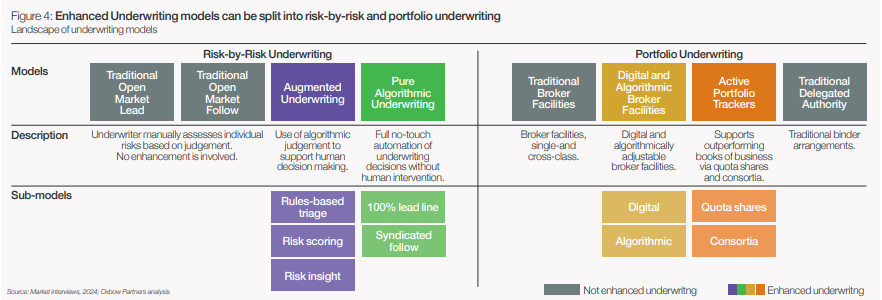 Figure 4: Enhanced Underwriting models can be split into risk-by-risk and portfolio underwriting
Landscape of underwriting models
Risk-by-Risk Underwriting
Portfolio Underwriting
Models
Traditional
Open
Market
Lead
Traditional
Open
Market
Follow
Augmented
Underwriting
Pure
Algorithmic
Underwriting
Traditional
Broker
Facilities
Digital and
Algorithmic
Broker
Facilities
Active
Portfolio
Trackers
Traditional
Delegated
Authority
Description
Underwriter manually assesses individual
risks based on judgement.
No enhancement is involved.
Use of algorithmic
judgement to
support human
decision making.
Full no-touch
automation of
underwriting
decisions without
human intervention.
Broker facilities,
single-and
cross-class.
Digital and
algorithmically
adjustable
broker facilities.
Supports
outperforming
books of business
via quota shares
and consortia.
Traditional binder
arrangements.
Sub-models
Rules-based
triage
100% lead line
Digital
Quota shares
Risk scoring
Syndicated
follow
Algorithmic
Consortia
Risk insight
Source: Market interviews, 2024; Oxbow Partners analysis
Not enhanced underwritng
Enhanced underwritng